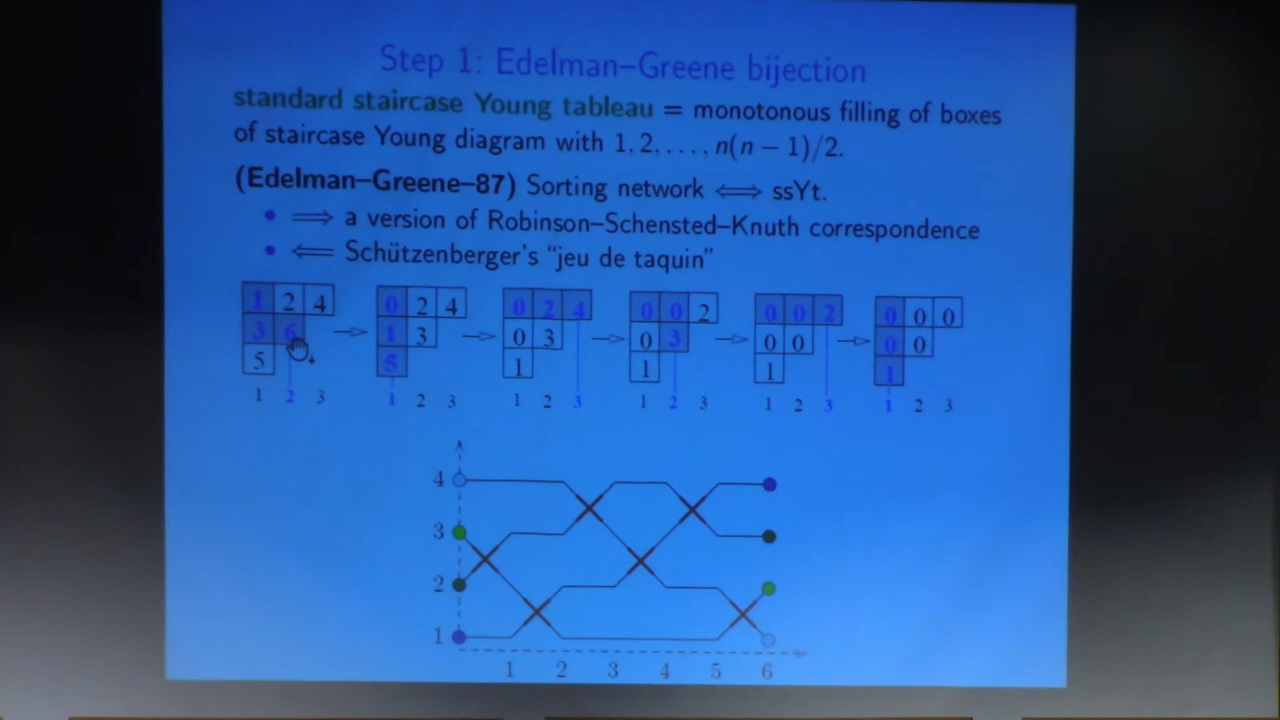 Step 1: Edelman–Greene bijection
standard staircase Young tableau = monotonous filling of boxes
of staircase Young diagram with 1, 2, . . . , n(n − 1)/2.
(Edelman–Greene–87) Sorting network ⟺ ssYt.
• ⟹ a version of Robinson–Schensted–Knuth correspondence
• ⟸ Schützenberger's “jeu de taquin”
1 2 4 0 2 4 0 2 4 0 0 2 0 0 2 0 0 0
3 6 → 1 3 → 0 3 → 0 3 → 0 0 → 0 0
5 5 1 1 1 1
1 2 3 1 2 3 1 2 3 1 2 3 1 2 3 1 2 3
4
3
2
1
1 2 3 4 5 6